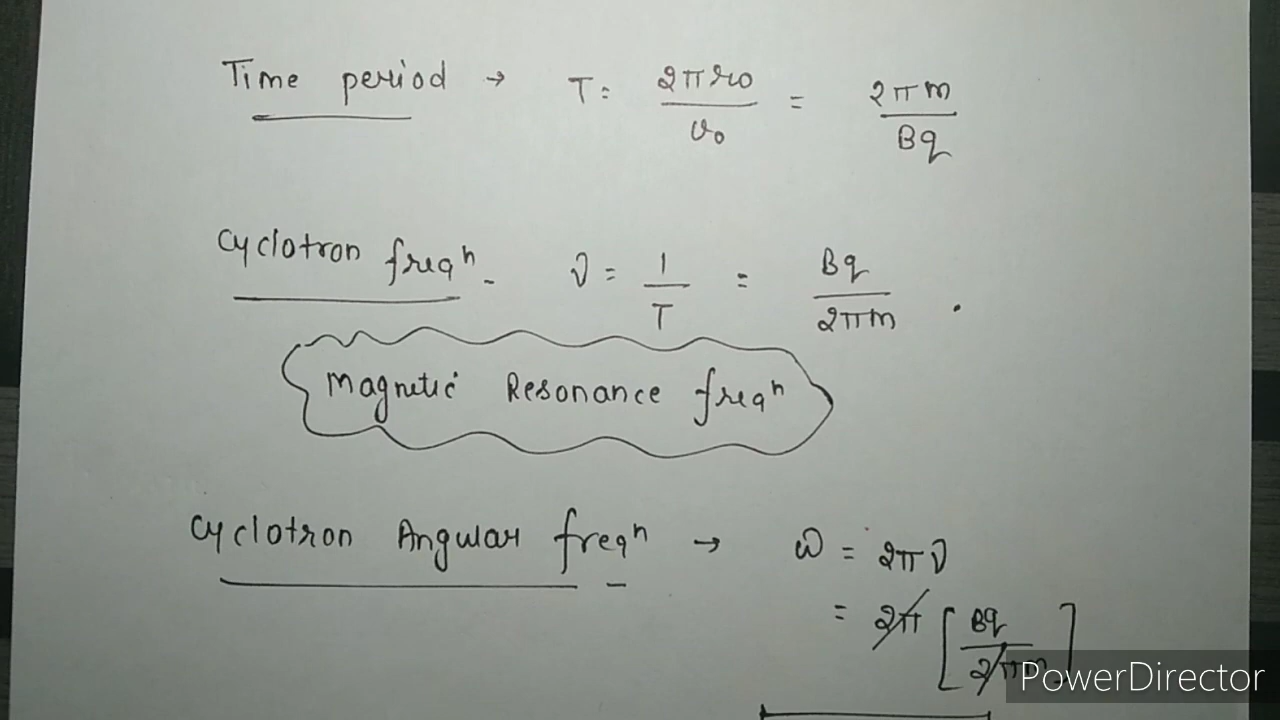 Time period → T = 2πr₀/v₀ = 2πm/Bq
Cyclotron freqⁿ - ν = 1/T = Bq/2πm .
Magnetic Resonance freqⁿ
Cyclotron Angular freqⁿ → ω = 2πν
= 2π [Bq/2πm]
PowerDirector